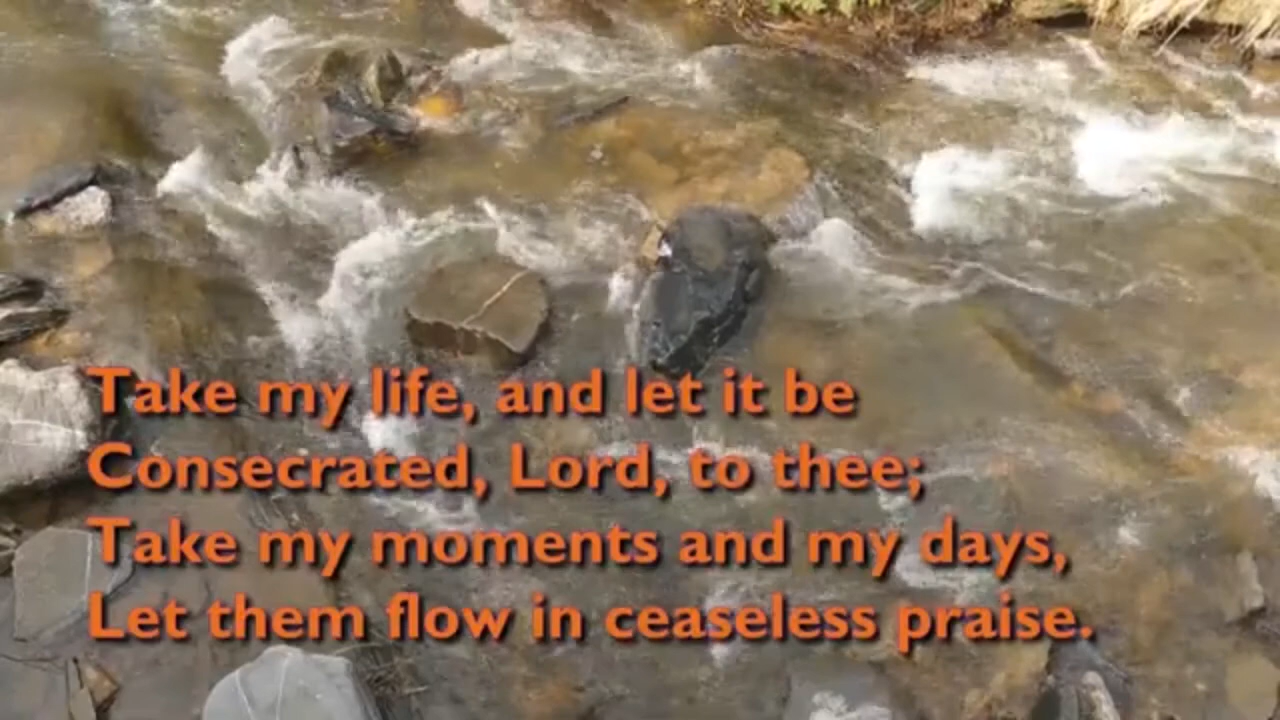 Take my life, and let it be
Consecrated, Lord, to thee;
Take my moments and my days,
Let them flow in ceaseless praise.